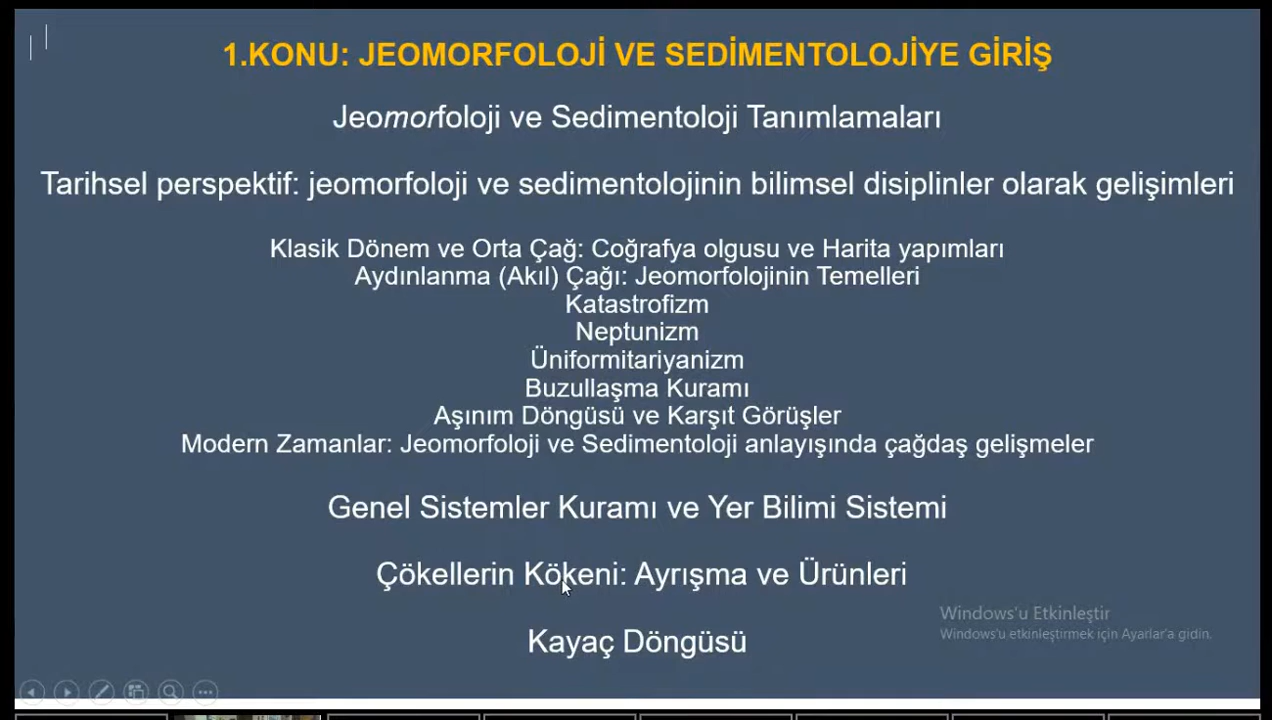 1.KONU: JEOMORFOLOJİ VE SEDİMENTOLOJİYE GİRİŞ
Jeomorfoloji ve Sedimentoloji Tanımlamaları
Tarihsel perspektif: jeomorfoloji ve sedimentolojinin bilimsel disiplinler olarak gelişimleri
Klasik Dönem ve Orta Çağ: Coğrafya olgusu ve Harita yapımları
Aydınlanma (Akıl) Çağı: Jeomorfolojinin Temelleri
Katastrofizm
Neptunizm
Üniformitariyanizm
Buzullaşma Kuramı
Aşınım Döngüsü ve Karşıt Görüşler
Modern Zamanlar: Jeomorfoloji ve Sedimentoloji anlayışında çağdaş gelişmeler
Genel Sistemler Kuramı ve Yer Bilimi Sistemi
Çökellerin Kökeni: Ayrışma ve Ürünleri
Kayaç Döngüsü
Windows'u Etkinleştir
Windows'u etkinleştirmek için Ayarlar'a gidin.